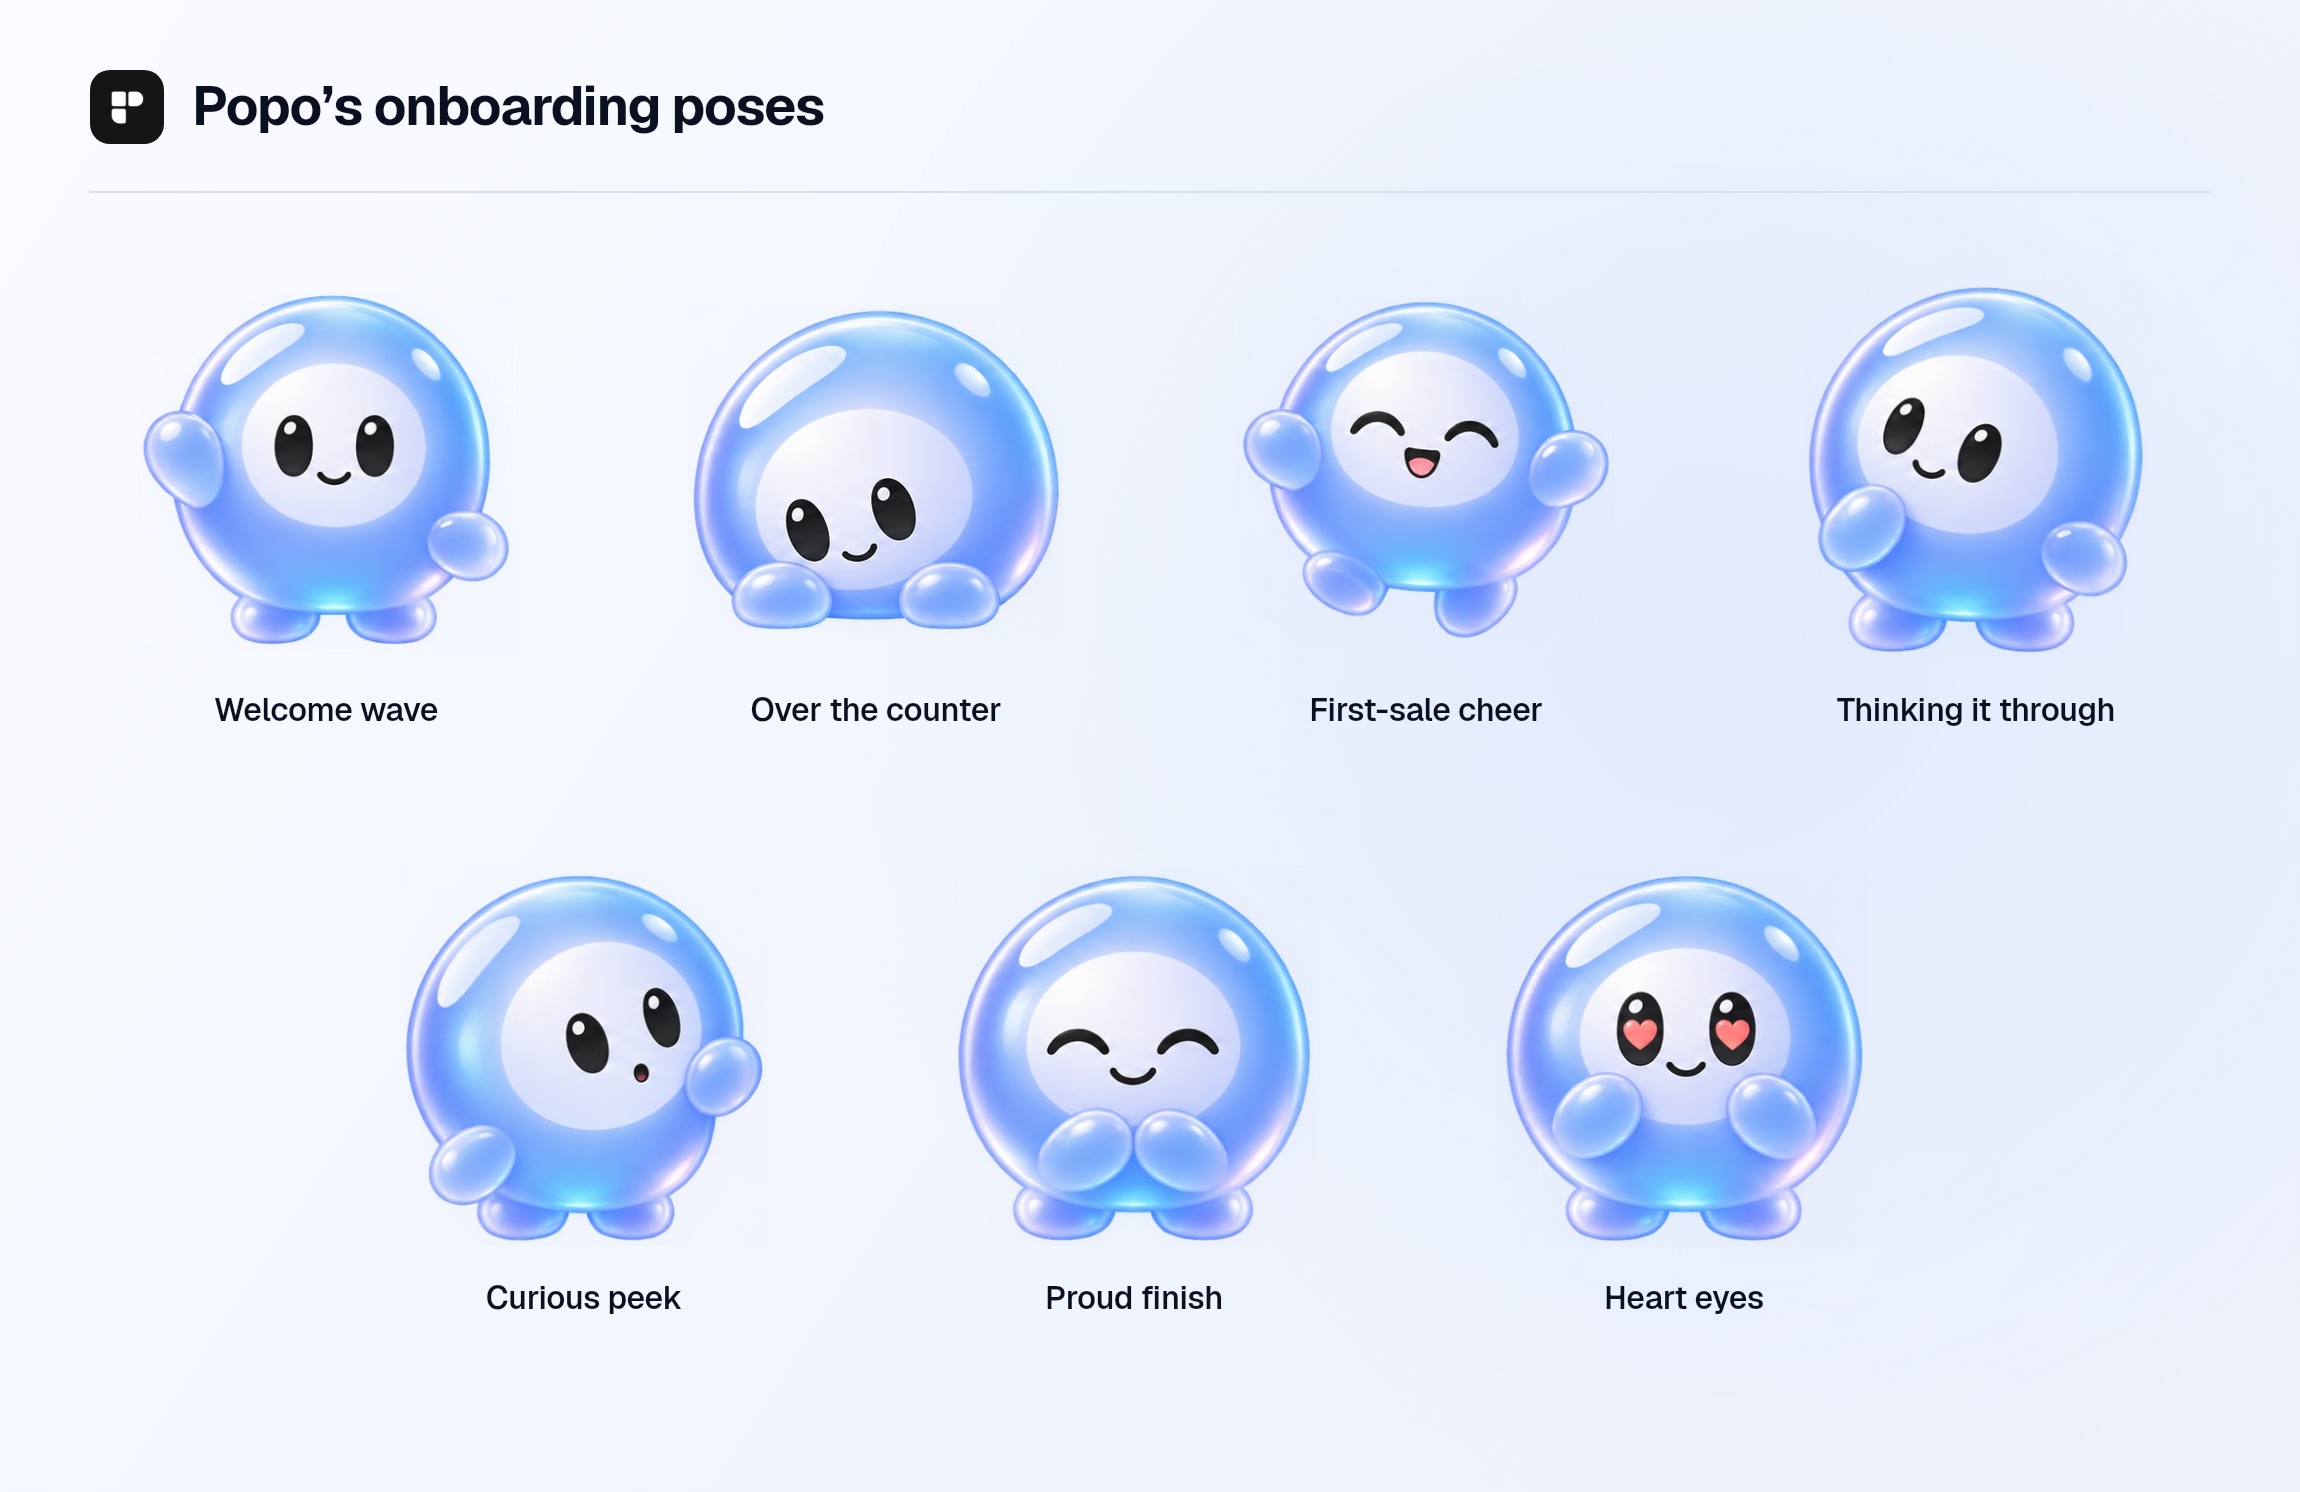 Popo’s onboarding poses
Welcome wave
Over the counter
First-sale cheer
Thinking it through
Curious peek
Proud finish
Heart eyes